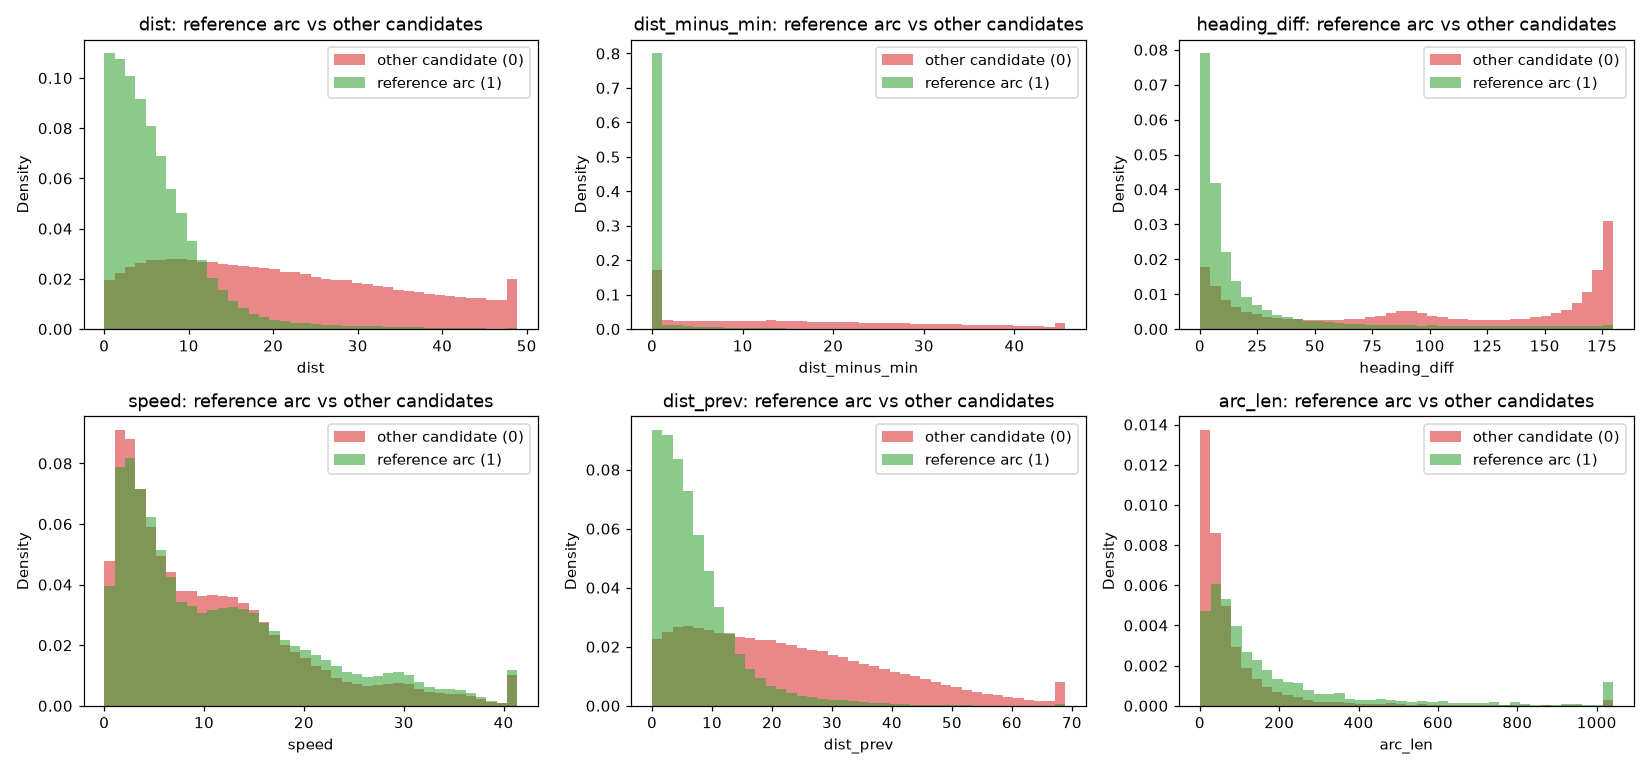 dist: reference arc vs other candidates
other candidate (0)
reference arc (1)
Density
0.10
0.08
0.06
0.04
0.02
0.00
0 10 20 30 40 50
dist
dist_minus_min: reference arc vs other candidates
other candidate (0)
reference arc (1)
Density
0.8
0.7
0.6
0.5
0.4
0.3
0.2
0.1
0.0
0 10 20 30 40
dist_minus_min
heading_diff: reference arc vs other candidates
other candidate (0)
reference arc (1)
Density
0.08
0.07
0.06
0.05
0.04
0.03
0.02
0.01
0.00
0 25 50 75 100 125 150 175
heading_diff
speed: reference arc vs other candidates
other candidate (0)
reference arc (1)
Density
0.08
0.06
0.04
0.02
0.00
0 10 20 30 40
speed
dist_prev: reference arc vs other candidates
other candidate (0)
reference arc (1)
Density
0.08
0.06
0.04
0.02
0.00
0 10 20 30 40 50 60 70
dist_prev
arc_len: reference arc vs other candidates
other candidate (0)
reference arc (1)
Density
0.014
0.012
0.010
0.008
0.006
0.004
0.002
0.000
0 200 400 600 800 1000
arc_len